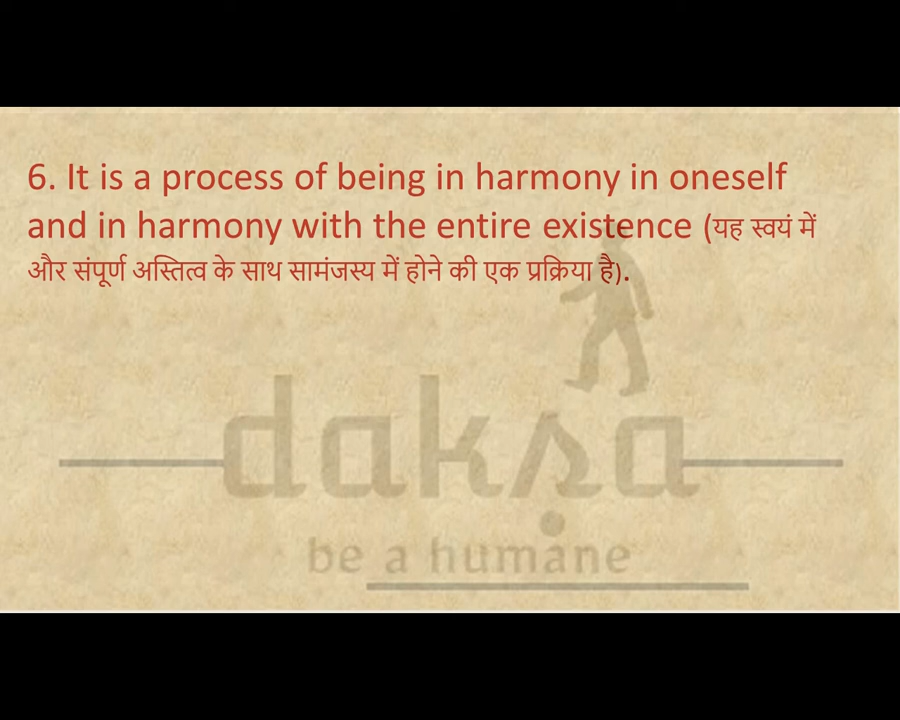 6. It is a process of being in harmony in oneself
and in harmony with the entire existence (यह स्वयं में
और संपूर्ण अस्तित्व के साथ सामंजस्य में होने की एक प्रक्रिया है).
daksa
be a humane